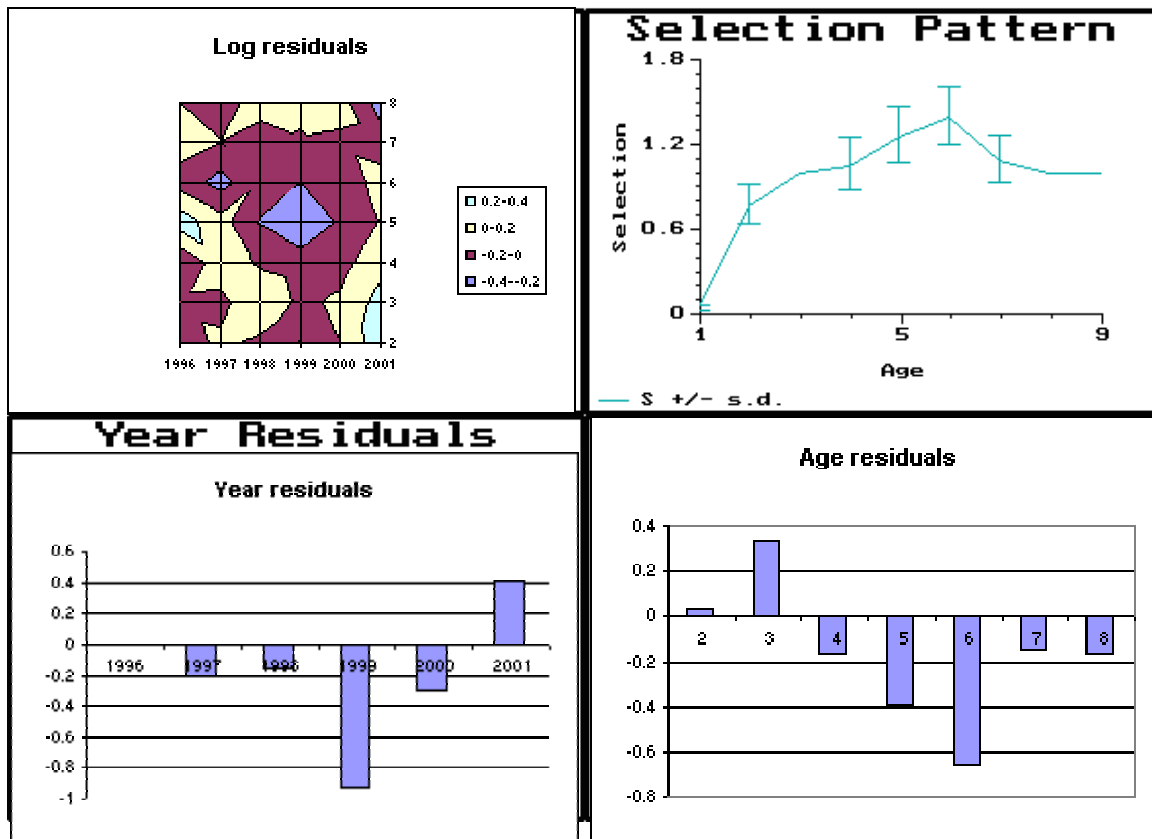 Log residuals
8
7
6
5
4
3
2
1996 1997 1998 1999 2000 2001
0.2-0.4
0-0.2
-0.2-0
-0.4--0.2
Selection Pattern
1.8
1.2
0.6
0
Selection
1 5 9
Age
S +/- s.d.
Year Residuals
Year residuals
0.6
0.4
0.2
0
-0.2
-0.4
-0.6
-0.8
-1
1996 1997 1998 1999 2000 2001
Age residuals
0.4
0.2
0
-0.2
-0.4
-0.6
-0.8
2 3 4 5 6 7 8